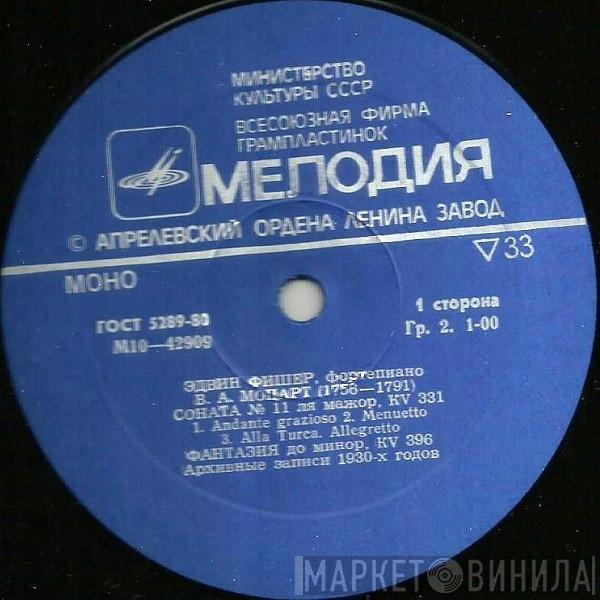 МИНИСТЕРСТВО
КУЛЬТУРЫ СССР
ВСЕСОЮЗНАЯ ФИРМА
ГРАМПЛАСТИНОК
МЕЛОДИЯ
© АПРЕЛЕВСКИЙ ОРДЕНА ЛЕНИНА ЗАВОД
МОНО
▽33
ГОСТ 5289-80
М10—42909
1 сторона
Гр. 2. 1-00
ЭДВИН ФИШЕР, фортепиано
В. А. МОЦАРТ (1756—1791)
СОНАТА № 11 ля мажор, KV 331
1. Andante grazioso 2. Menuetto
3. Alla Turca. Allegretto
ФАНТАЗИЯ до минор, KV 396
Архивные записи 1930-х годов
МАРКЕТ ВИНИЛА